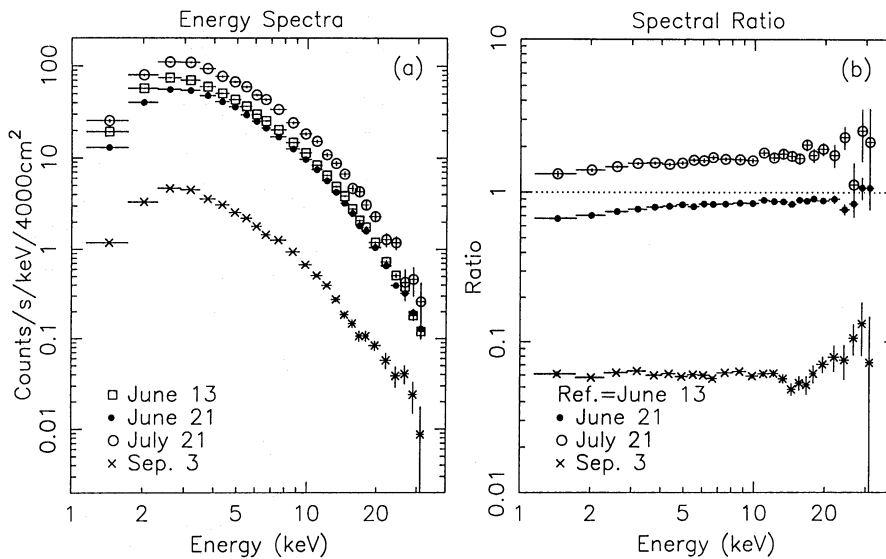 Energy Spectra
(a)
Counts/s/keV/4000cm²
100
10
1
0.1
0.01
June 13
June 21
July 21
Sep. 3
1 2 5 10 20
Energy (keV)
Spectral Ratio
(b)
Ratio
10
1
0.1
0.01
Ref.=June 13
June 21
July 21
Sep. 3
1 2 5 10 20
Energy (keV)